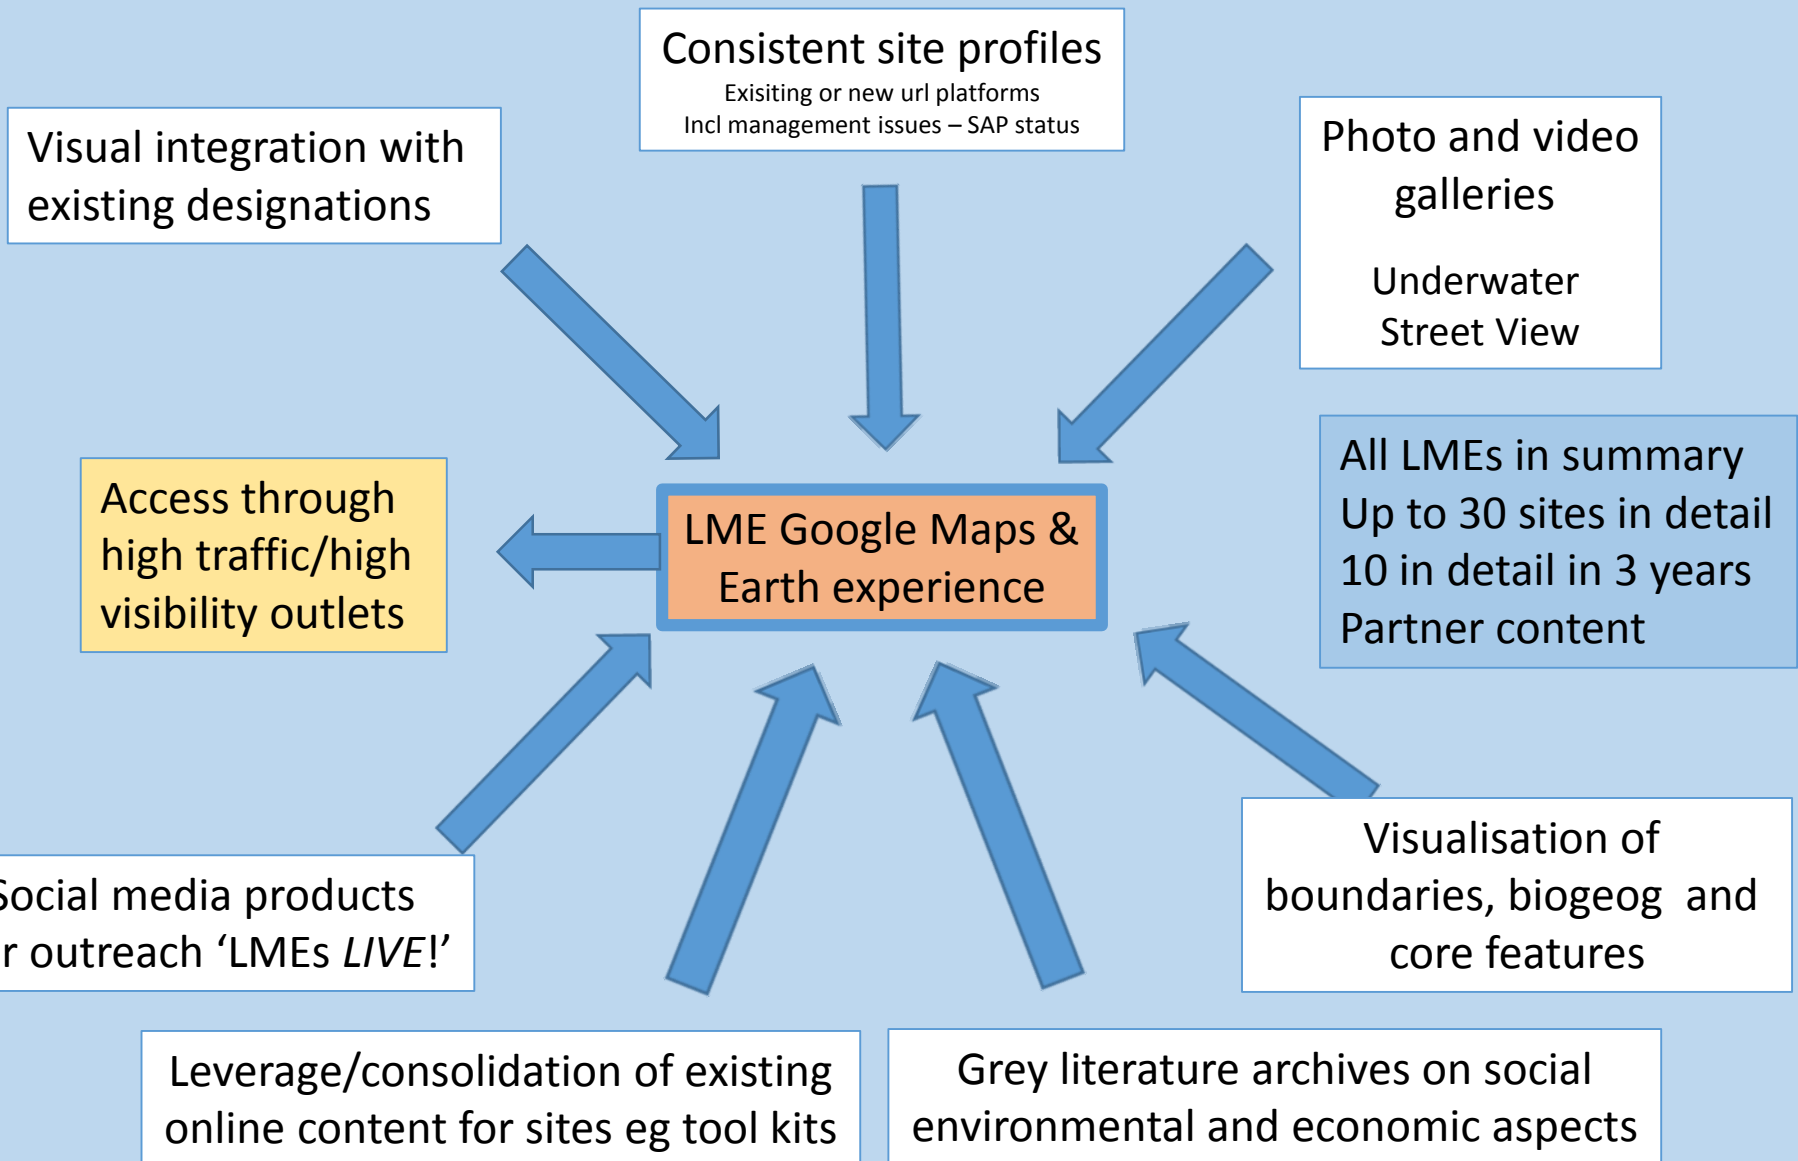 Consistent site profiles
Exisiting or new url platforms
Incl management issues – SAP status
Visual integration with
existing designations
Photo and video
galleries
Underwater
Street View
Access through
high traffic/high
visibility outlets
LME Google Maps &
Earth experience
All LMEs in summary
Up to 30 sites in detail
10 in detail in 3 years
Partner content
Social media products
r outreach ‘LMEs LIVE!’
Visualisation of
boundaries, biogeog and
core features
Leverage/consolidation of existing
online content for sites eg tool kits
Grey literature archives on social
environmental and economic aspects